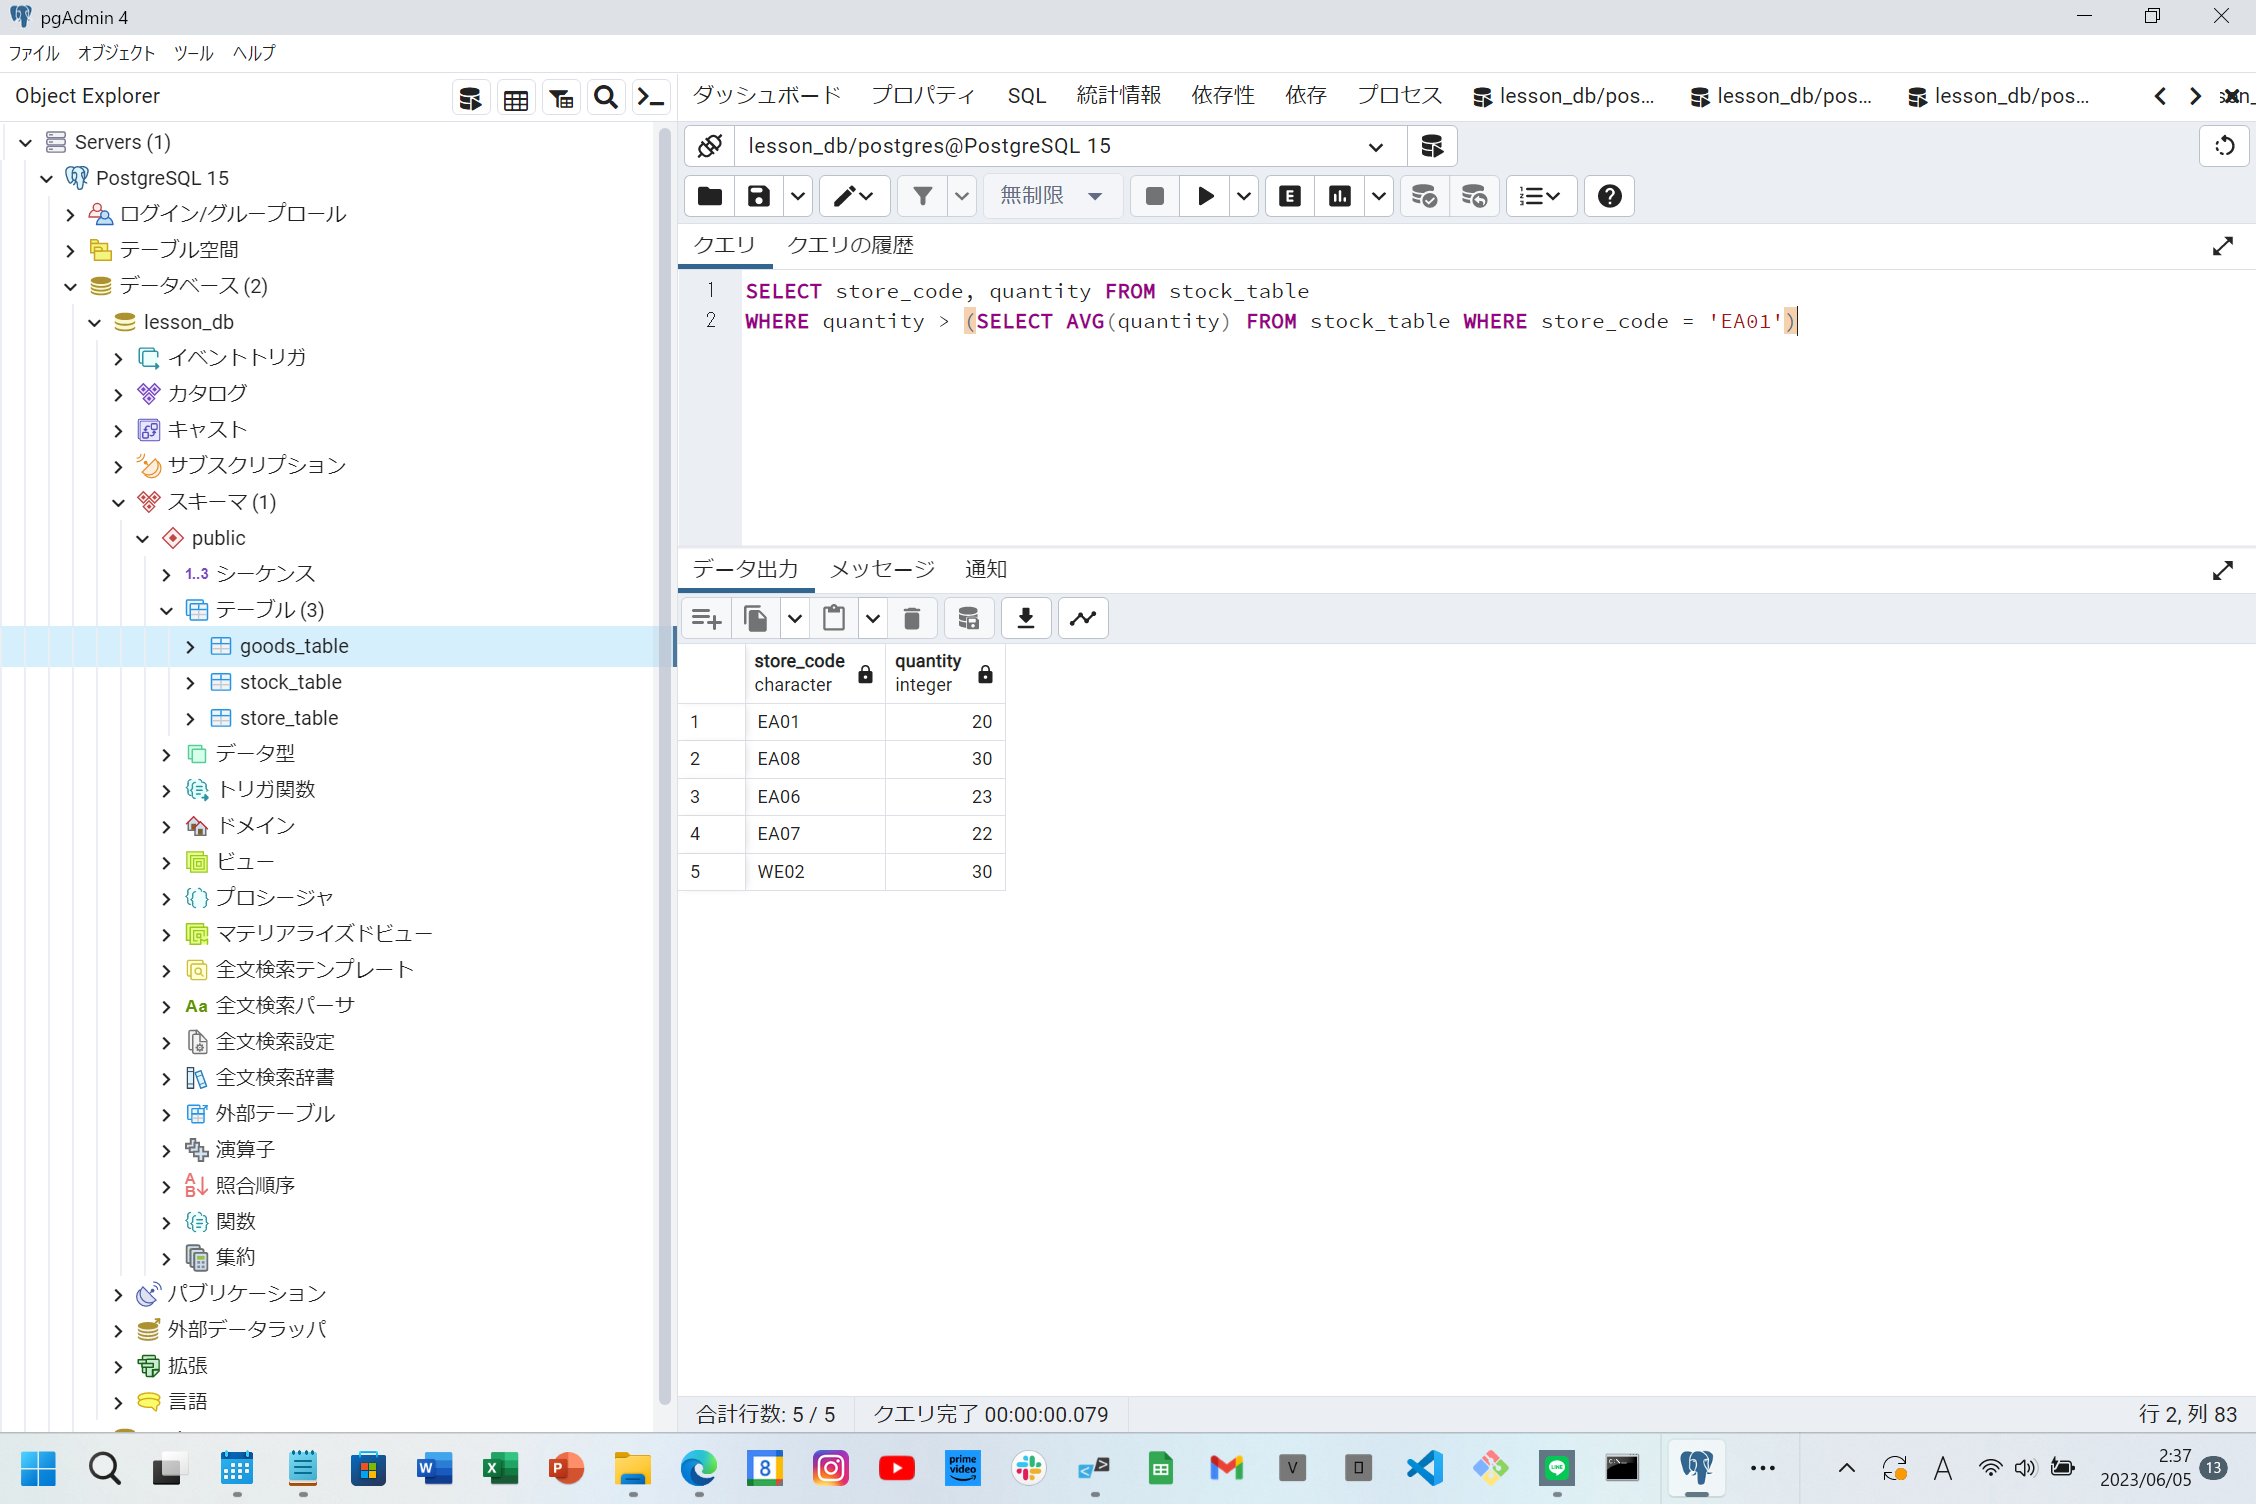 pgAdmin 4
ファイル オブジェクト ツール ヘルプ
Object Explorer
ダッシュボード プロパティ SQL 統計情報 依存性 依存 プロセス lesson_db/pos... lesson_db/pos... lesson_db/pos...
Servers (1)
PostgreSQL 15
ログイン/グループロール
テーブル空間
データベース (2)
lesson_db
イベントトリガ
カタログ
キャスト
サブスクリプション
スキーマ (1)
public
1..3 シーケンス
テーブル (3)
goods_table
stock_table
store_table
データ型
トリガ関数
ドメイン
ビュー
プロシージャ
マテリアライズドビュー
全文検索テンプレート
Aa 全文検索パーサ
全文検索設定
全文検索辞書
外部テーブル
演算子
照合順序
関数
集約
パブリケーション
外部データラッパ
拡張
言語
lesson_db/postgres@PostgreSQL 15
無制限
クエリ クエリの履歴
1 SELECT store_code, quantity FROM stock_table
2 WHERE quantity > (SELECT AVG(quantity) FROM stock_table WHERE store_code = 'EA01')
データ出力 メッセージ 通知
store_code quantity
character integer
1 EA01 20
2 EA08 30
3 EA06 23
4 EA07 22
5 WE02 30
合計行数: 5 / 5 クエリ完了 00:00:00.079 行 2, 列 83
prime video
A
2:37
2023/06/05
13